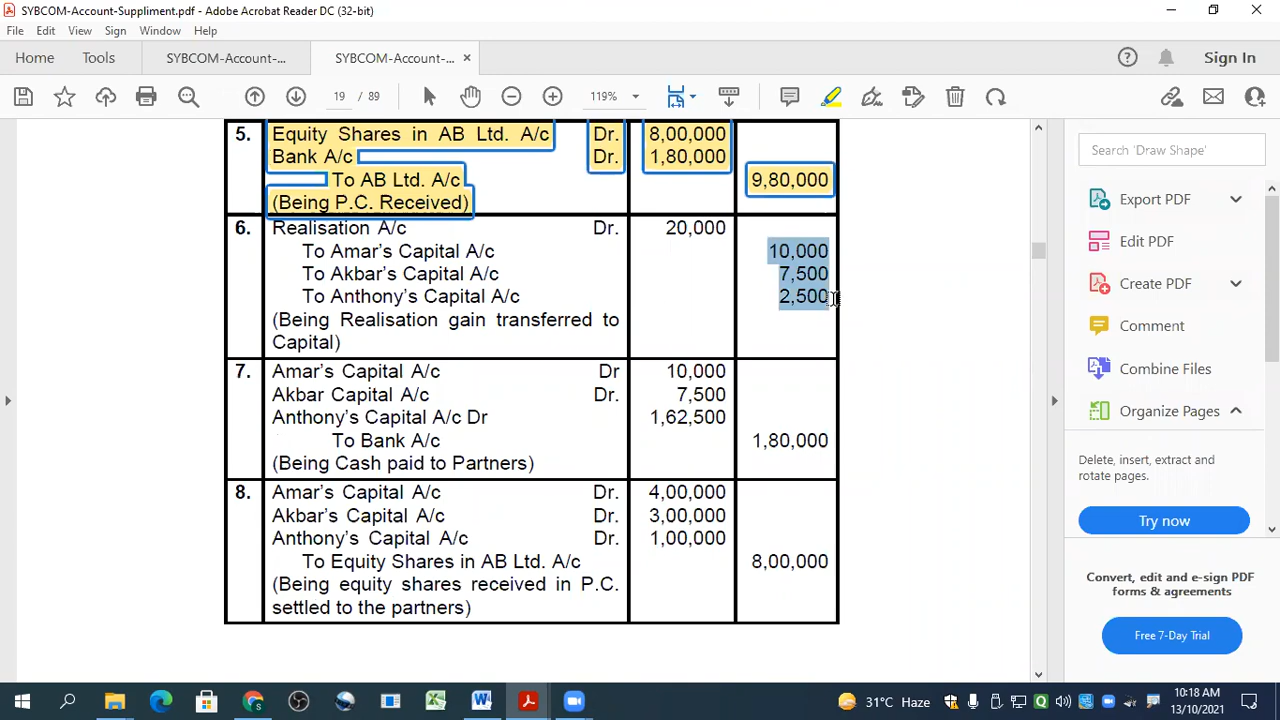 SYBCOM-Account-Suppliment.pdf - Adobe Acrobat Reader DC (32-bit)
File Edit View Sign Window Help
Home Tools SYBCOM-Account-... SYBCOM-Account-... × Sign In
19 / 89 119%
5. Equity Shares in AB Ltd. A/c Dr. 8,00,000
Bank A/c Dr. 1,80,000
To AB Ltd. A/c 9,80,000
(Being P.C. Received)
6. Realisation A/c Dr. 20,000
To Amar's Capital A/c 10,000
To Akbar's Capital A/c 7,500
To Anthony's Capital A/c 2,500
(Being Realisation gain transferred to
Capital)
7. Amar's Capital A/c Dr 10,000
Akbar Capital A/c Dr. 7,500
Anthony's Capital A/c Dr 1,62,500
To Bank A/c 1,80,000
(Being Cash paid to Partners)
8. Amar's Capital A/c Dr. 4,00,000
Akbar's Capital A/c Dr. 3,00,000
Anthony's Capital A/c Dr. 1,00,000
To Equity Shares in AB Ltd. A/c 8,00,000
(Being equity shares received in P.C.
settled to the partners)
Search 'Draw Shape'
Export PDF
Edit PDF
Create PDF
Comment
Combine Files
Organize Pages
Delete, insert, extract and
rotate pages.
Try now
Convert, edit and e-sign PDF
forms & agreements
Free 7-Day Trial
31°C Haze
10:18 AM
13/10/2021